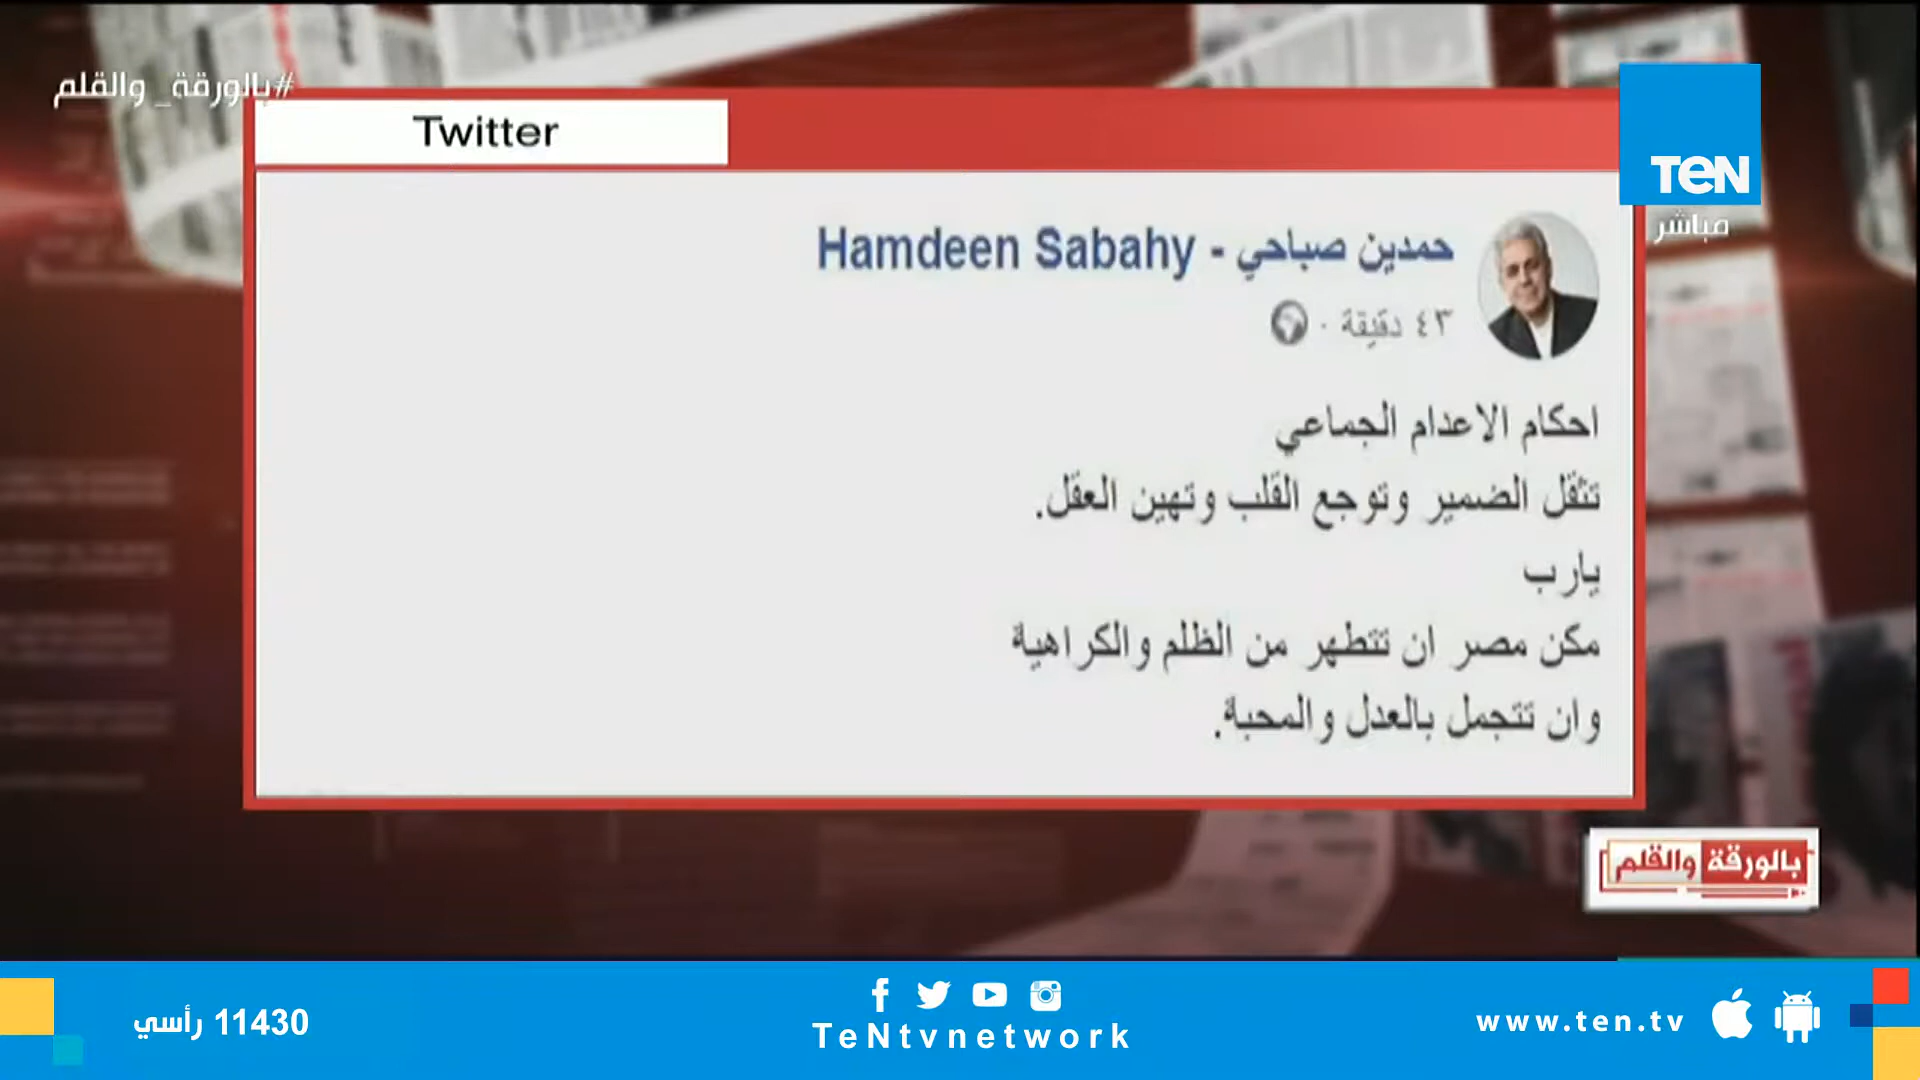 #بالورقة_ والقلم
Twitter
TeN
مباشر
حمدين صباحي - Hamdeen Sabahy
٤٣ دقيقة ·
احكام الاعدام الجماعي
تثقل الضمير وتوجع القلب وتهين العقل.
يارب
مكن مصر ان تتطهر من الظلم والكراهية
وان تتجمل بالعدل والمحبة.
بالورقة والقلم
11430 رأسي
TeNtvnetwork
www.ten.tv